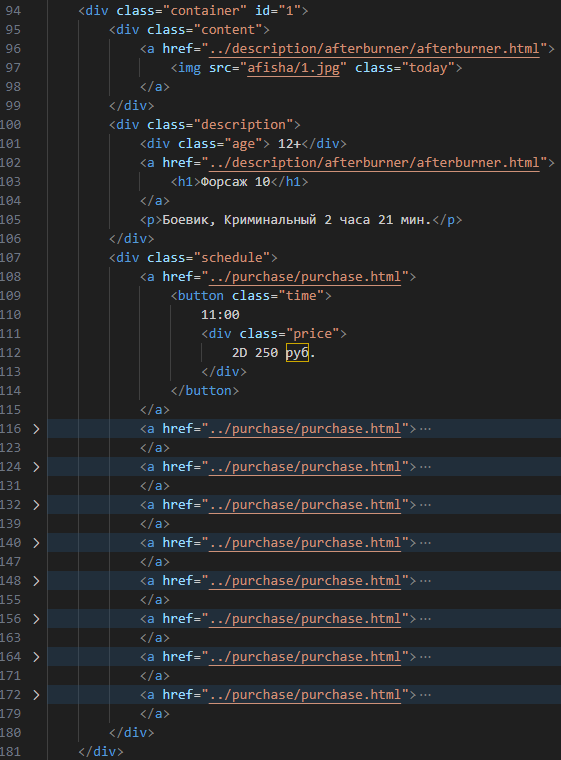 94 <div class="container" id="1">
95 <div class="content">
96 <a href="../description/afterburner/afterburner.html">
97 <img src="afisha/1.jpg" class="today">
98 </a>
99 </div>
100 <div class="description">
101 <div class="age"> 12+</div>
102 <a href="../description/afterburner/afterburner.html">
103 <h1>Форсаж 10</h1>
104 </a>
105 <p>Боевик, Криминальный 2 часа 21 мин.</p>
106 </div>
107 <div class="schedule">
108 <a href="../purchase/purchase.html">
109 <button class="time">
110 11:00
111 <div class="price">
112 2D 250 руб.
113 </div>
114 </button>
115 </a>
116 <a href="../purchase/purchase.html">…
123 </a>
124 <a href="../purchase/purchase.html">…
131 </a>
132 <a href="../purchase/purchase.html">…
139 </a>
140 <a href="../purchase/purchase.html">…
147 </a>
148 <a href="../purchase/purchase.html">…
155 </a>
156 <a href="../purchase/purchase.html">…
163 </a>
164 <a href="../purchase/purchase.html">…
171 </a>
172 <a href="../purchase/purchase.html">…
179 </a>
180 </div>
181 </div>